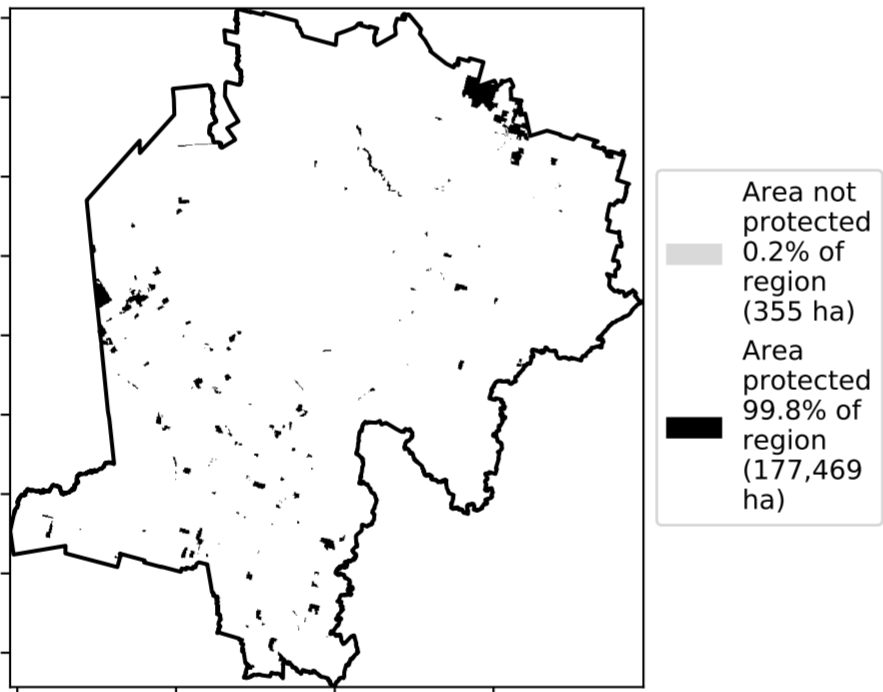 Area not
protected
0.2% of
region
(355 ha)
Area
protected
99.8% of
region
(177,469
ha)